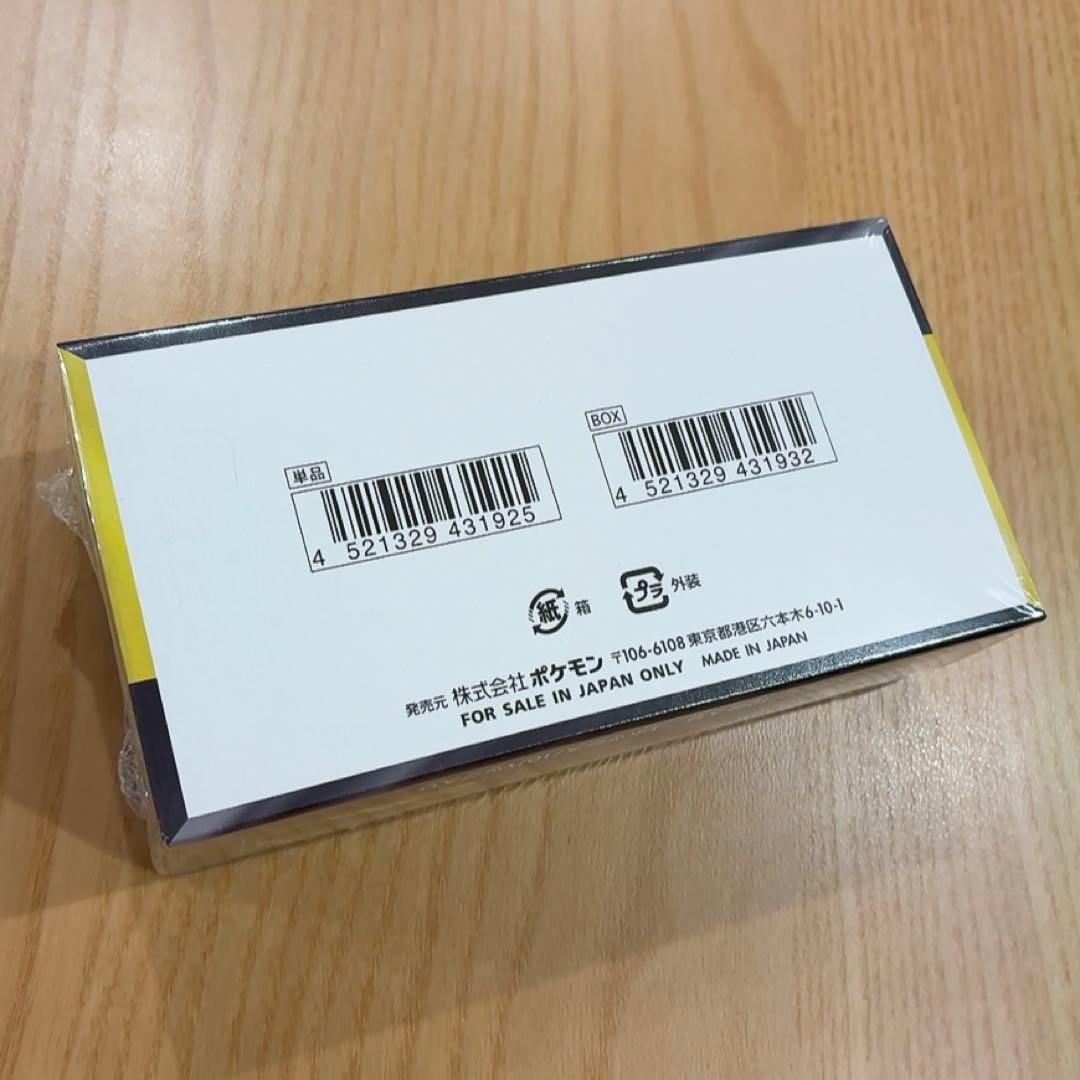 単品
4 521329 431925
BOX
4 521329 431932
紙 箱
プラ 外装
発売元 株式会社ポケモン 〒106-6108 東京都港区六本木6-10-1
FOR SALE IN JAPAN ONLY MADE IN JAPAN